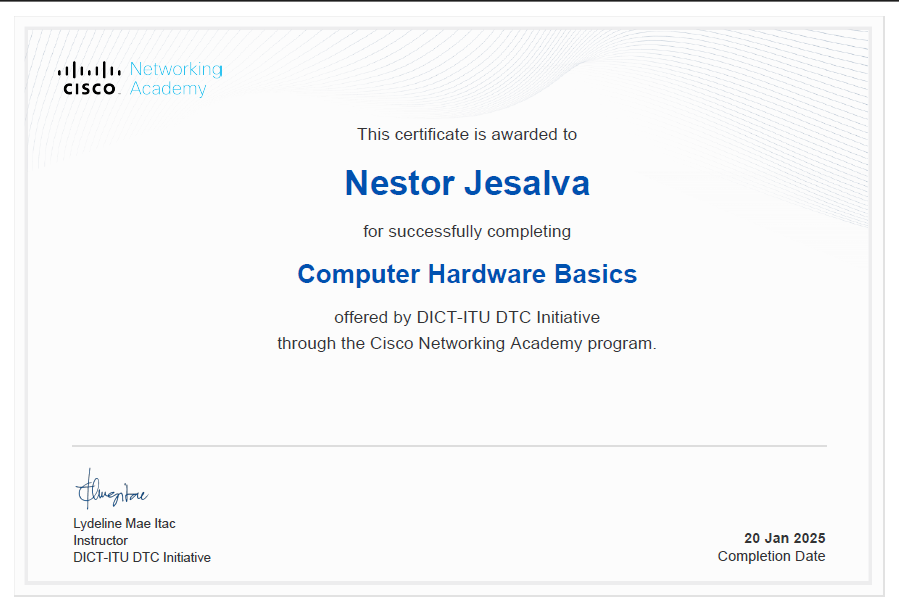 Networking
CISCO Academy
This certificate is awarded to
Nestor Jesalva
for successfully completing
Computer Hardware Basics
offered by DICT-ITU DTC Initiative
through the Cisco Networking Academy program.
Lydeline Mae Itac
Instructor
DICT-ITU DTC Initiative
20 Jan 2025
Completion Date